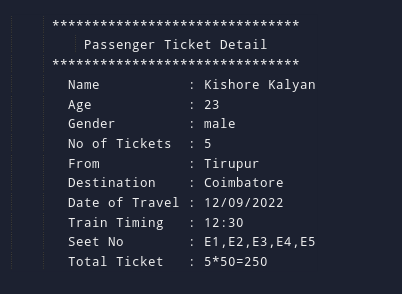 *******************************
Passenger Ticket Detail
*******************************
Name : Kishore Kalyan
Age : 23
Gender : male
No of Tickets : 5
From : Tirupur
Destination : Coimbatore
Date of Travel : 12/09/2022
Train Timing : 12:30
Seet No : E1,E2,E3,E4,E5
Total Ticket : 5*50=250